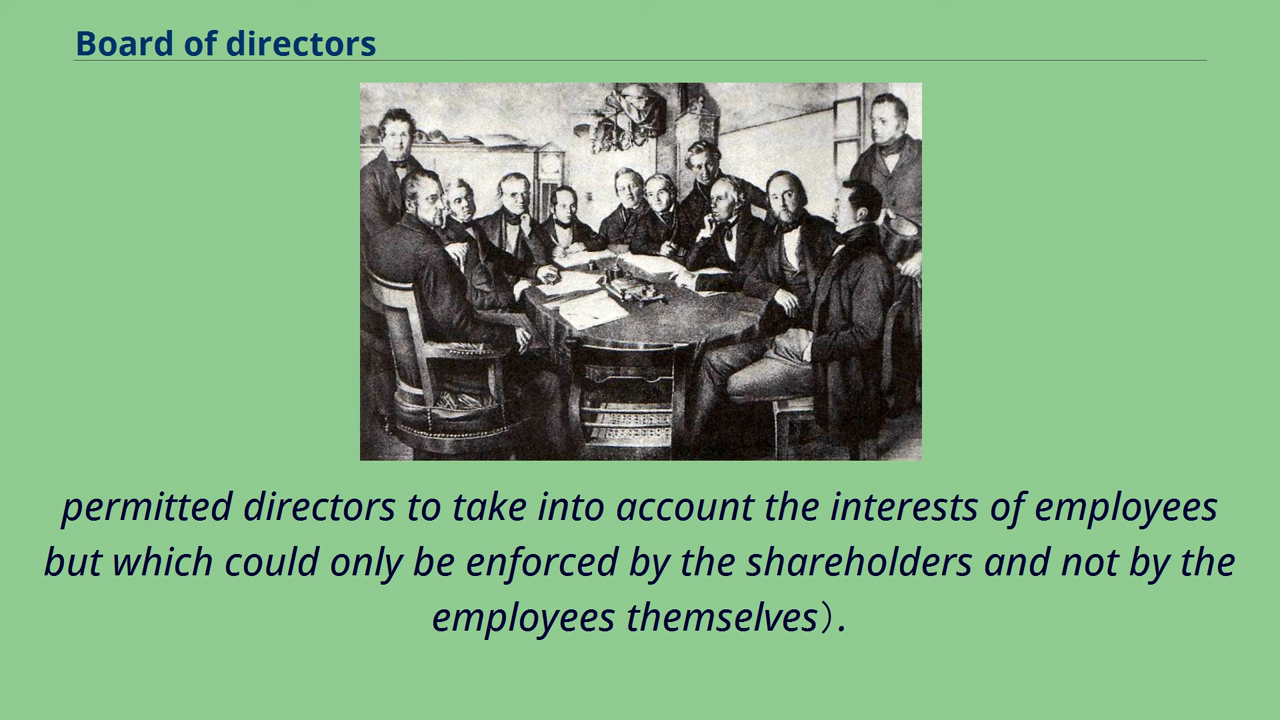 Board of directors
permitted directors to take into account the interests of employees
but which could only be enforced by the shareholders and not by the
employees themselves).